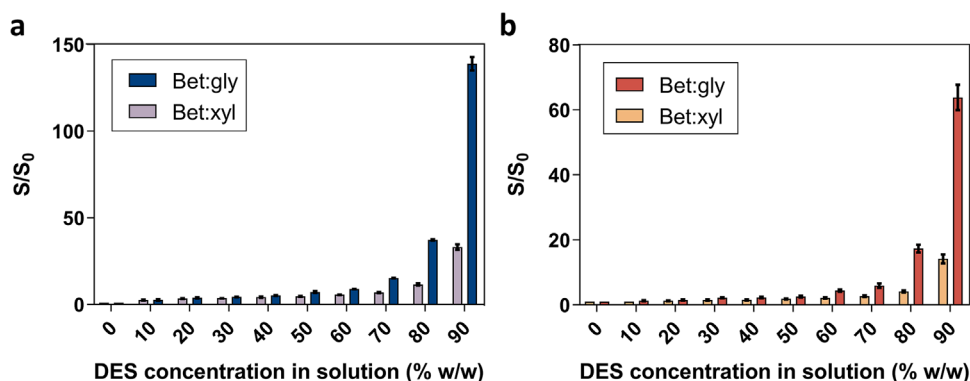 a
150
100
50
0
S/S0
Bet:gly
Bet:xyl
0 10 20 30 40 50 60 70 80 90
DES concentration in solution (% w/w)
b
80
60
40
20
0
S/S0
Bet:gly
Bet:xyl
0 10 20 30 40 50 60 70 80 90
DES concentration in solution (% w/w)